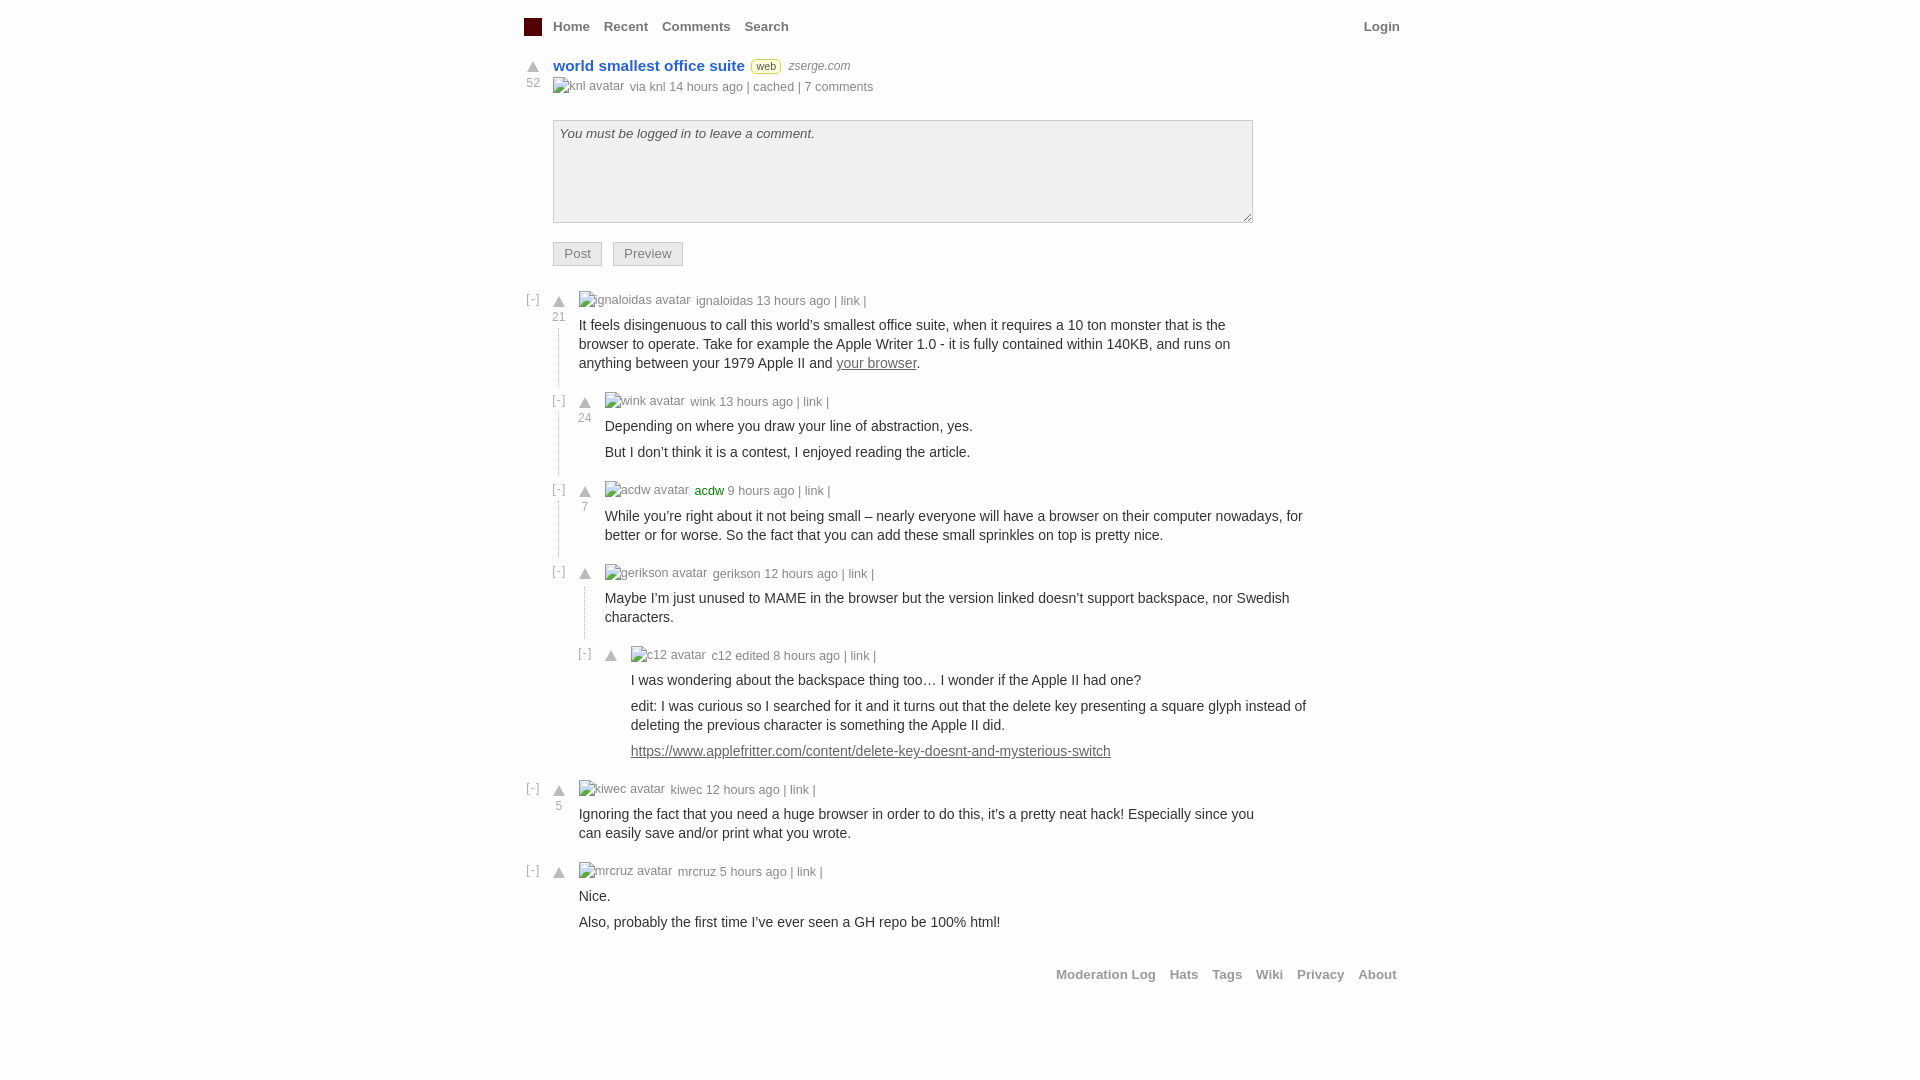 Home Recent Comments Search Login
world smallest office suite web zserge.com
52
knl avatar via knl 14 hours ago | cached | 7 comments
You must be logged in to leave a comment.
Post Preview
[-] ignaloidas avatar ignaloidas 13 hours ago | link |
21
It feels disingenuous to call this world’s smallest office suite, when it requires a 10 ton monster that is the
browser to operate. Take for example the Apple Writer 1.0 - it is fully contained within 140KB, and runs on
anything between your 1979 Apple II and your browser.
[-] wink avatar wink 13 hours ago | link |
24
Depending on where you draw your line of abstraction, yes.
But I don’t think it is a contest, I enjoyed reading the article.
[-] acdw avatar acdw 9 hours ago | link |
7
While you’re right about it not being small – nearly everyone will have a browser on their computer nowadays, for
better or for worse. So the fact that you can add these small sprinkles on top is pretty nice.
[-] gerikson avatar gerikson 12 hours ago | link |
Maybe I’m just unused to MAME in the browser but the version linked doesn’t support backspace, nor Swedish
characters.
[-] c12 avatar c12 edited 8 hours ago | link |
I was wondering about the backspace thing too… I wonder if the Apple II had one?
edit: I was curious so I searched for it and it turns out that the delete key presenting a square glyph instead of
deleting the previous character is something the Apple II did.
https://www.applefritter.com/content/delete-key-doesnt-and-mysterious-switch
[-] kiwec avatar kiwec 12 hours ago | link |
5
Ignoring the fact that you need a huge browser in order to do this, it’s a pretty neat hack! Especially since you
can easily save and/or print what you wrote.
[-] mrcruz avatar mrcruz 5 hours ago | link |
Nice.
Also, probably the first time I’ve ever seen a GH repo be 100% html!
Moderation Log Hats Tags Wiki Privacy About